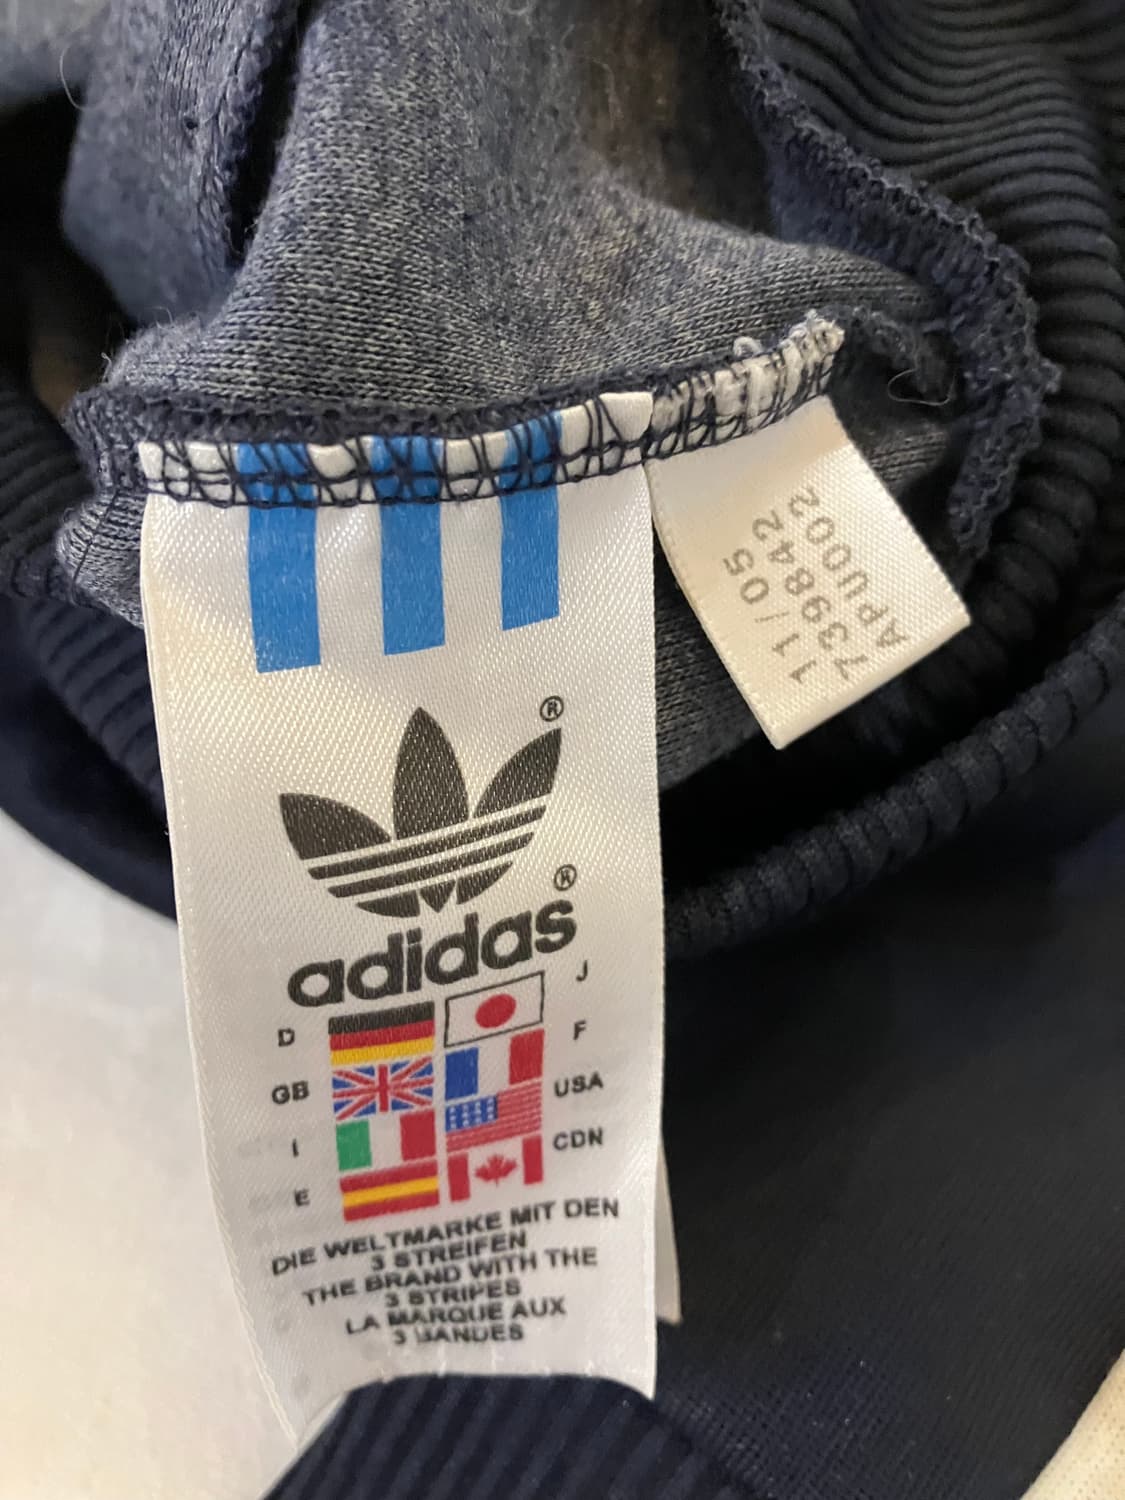 ®
®
adidas
D J
GB F
I USA
E CDN
DIE WELTMARKE MIT DEN
3 STREIFEN
THE BRAND WITH THE
3 STRIPES
LA MARQUE AUX
3 BANDES
11/05
739842
APU002